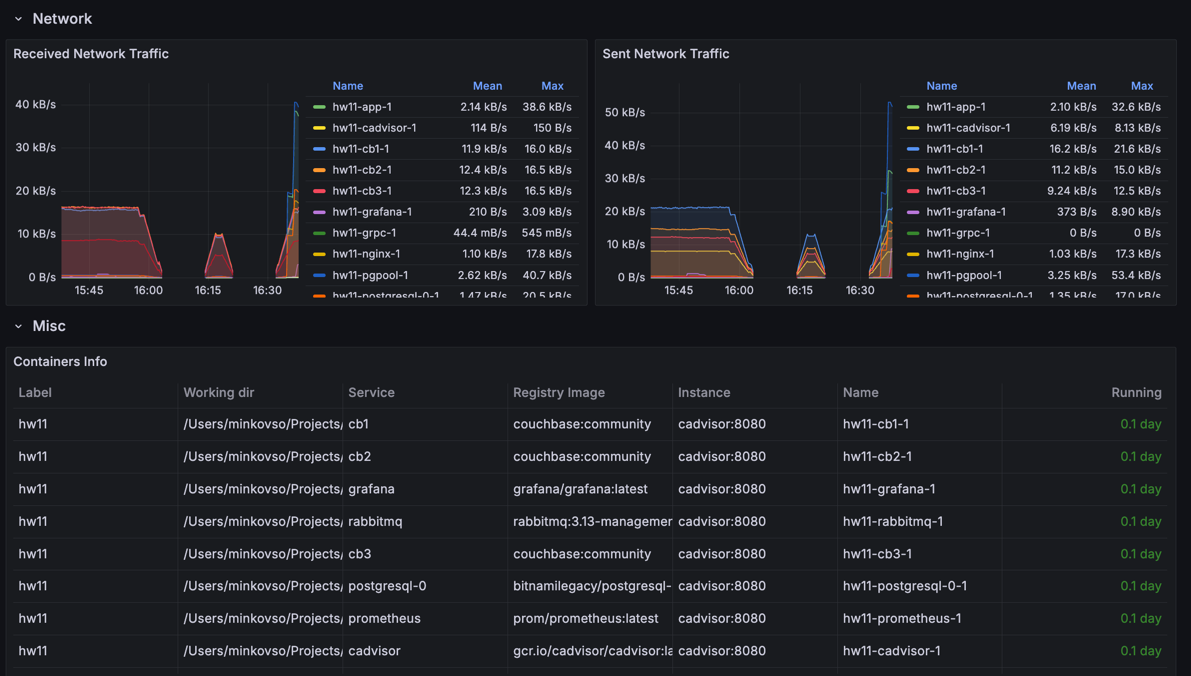 Network
Received Network Traffic
Name Mean Max
40 kB/s
30 kB/s
20 kB/s
10 kB/s
0 B/s
15:45 16:00 16:15 16:30
hw11-app-1 2.14 kB/s 38.6 kB/s
hw11-cadvisor-1 114 B/s 150 B/s
hw11-cb1-1 11.9 kB/s 16.0 kB/s
hw11-cb2-1 12.4 kB/s 16.5 kB/s
hw11-cb3-1 12.3 kB/s 16.5 kB/s
hw11-grafana-1 210 B/s 3.09 kB/s
hw11-grpc-1 44.4 mB/s 545 mB/s
hw11-nginx-1 1.10 kB/s 17.8 kB/s
hw11-pgpool-1 2.62 kB/s 40.7 kB/s
hw11-postgresql-0-1 1.47 kB/s 20.5 kB/s
Sent Network Traffic
Name Mean Max
50 kB/s
40 kB/s
30 kB/s
20 kB/s
10 kB/s
0 B/s
15:45 16:00 16:15 16:30
hw11-app-1 2.10 kB/s 32.6 kB/s
hw11-cadvisor-1 6.19 kB/s 8.13 kB/s
hw11-cb1-1 16.2 kB/s 21.6 kB/s
hw11-cb2-1 11.2 kB/s 15.0 kB/s
hw11-cb3-1 9.24 kB/s 12.5 kB/s
hw11-grafana-1 373 B/s 8.90 kB/s
hw11-grpc-1 0 B/s 0 B/s
hw11-nginx-1 1.03 kB/s 17.3 kB/s
hw11-pgpool-1 3.25 kB/s 53.4 kB/s
hw11-postgresql-0-1 1.35 kB/s 17.0 kB/s
Misc
Containers Info
Label Working dir Service Registry Image Instance Name Running
hw11 /Users/minkovso/Projects/ cb1 couchbase:community cadvisor:8080 hw11-cb1-1 0.1 day
hw11 /Users/minkovso/Projects/ cb2 couchbase:community cadvisor:8080 hw11-cb2-1 0.1 day
hw11 /Users/minkovso/Projects/ grafana grafana/grafana:latest cadvisor:8080 hw11-grafana-1 0.1 day
hw11 /Users/minkovso/Projects/ rabbitmq rabbitmq:3.13-managemen cadvisor:8080 hw11-rabbitmq-1 0.1 day
hw11 /Users/minkovso/Projects/ cb3 couchbase:community cadvisor:8080 hw11-cb3-1 0.1 day
hw11 /Users/minkovso/Projects/ postgresql-0 bitnamilegacy/postgresql- cadvisor:8080 hw11-postgresql-0-1 0.1 day
hw11 /Users/minkovso/Projects/ prometheus prom/prometheus:latest cadvisor:8080 hw11-prometheus-1 0.1 day
hw11 /Users/minkovso/Projects/ cadvisor gcr.io/cadvisor/cadvisor:la cadvisor:8080 hw11-cadvisor-1 0.1 day